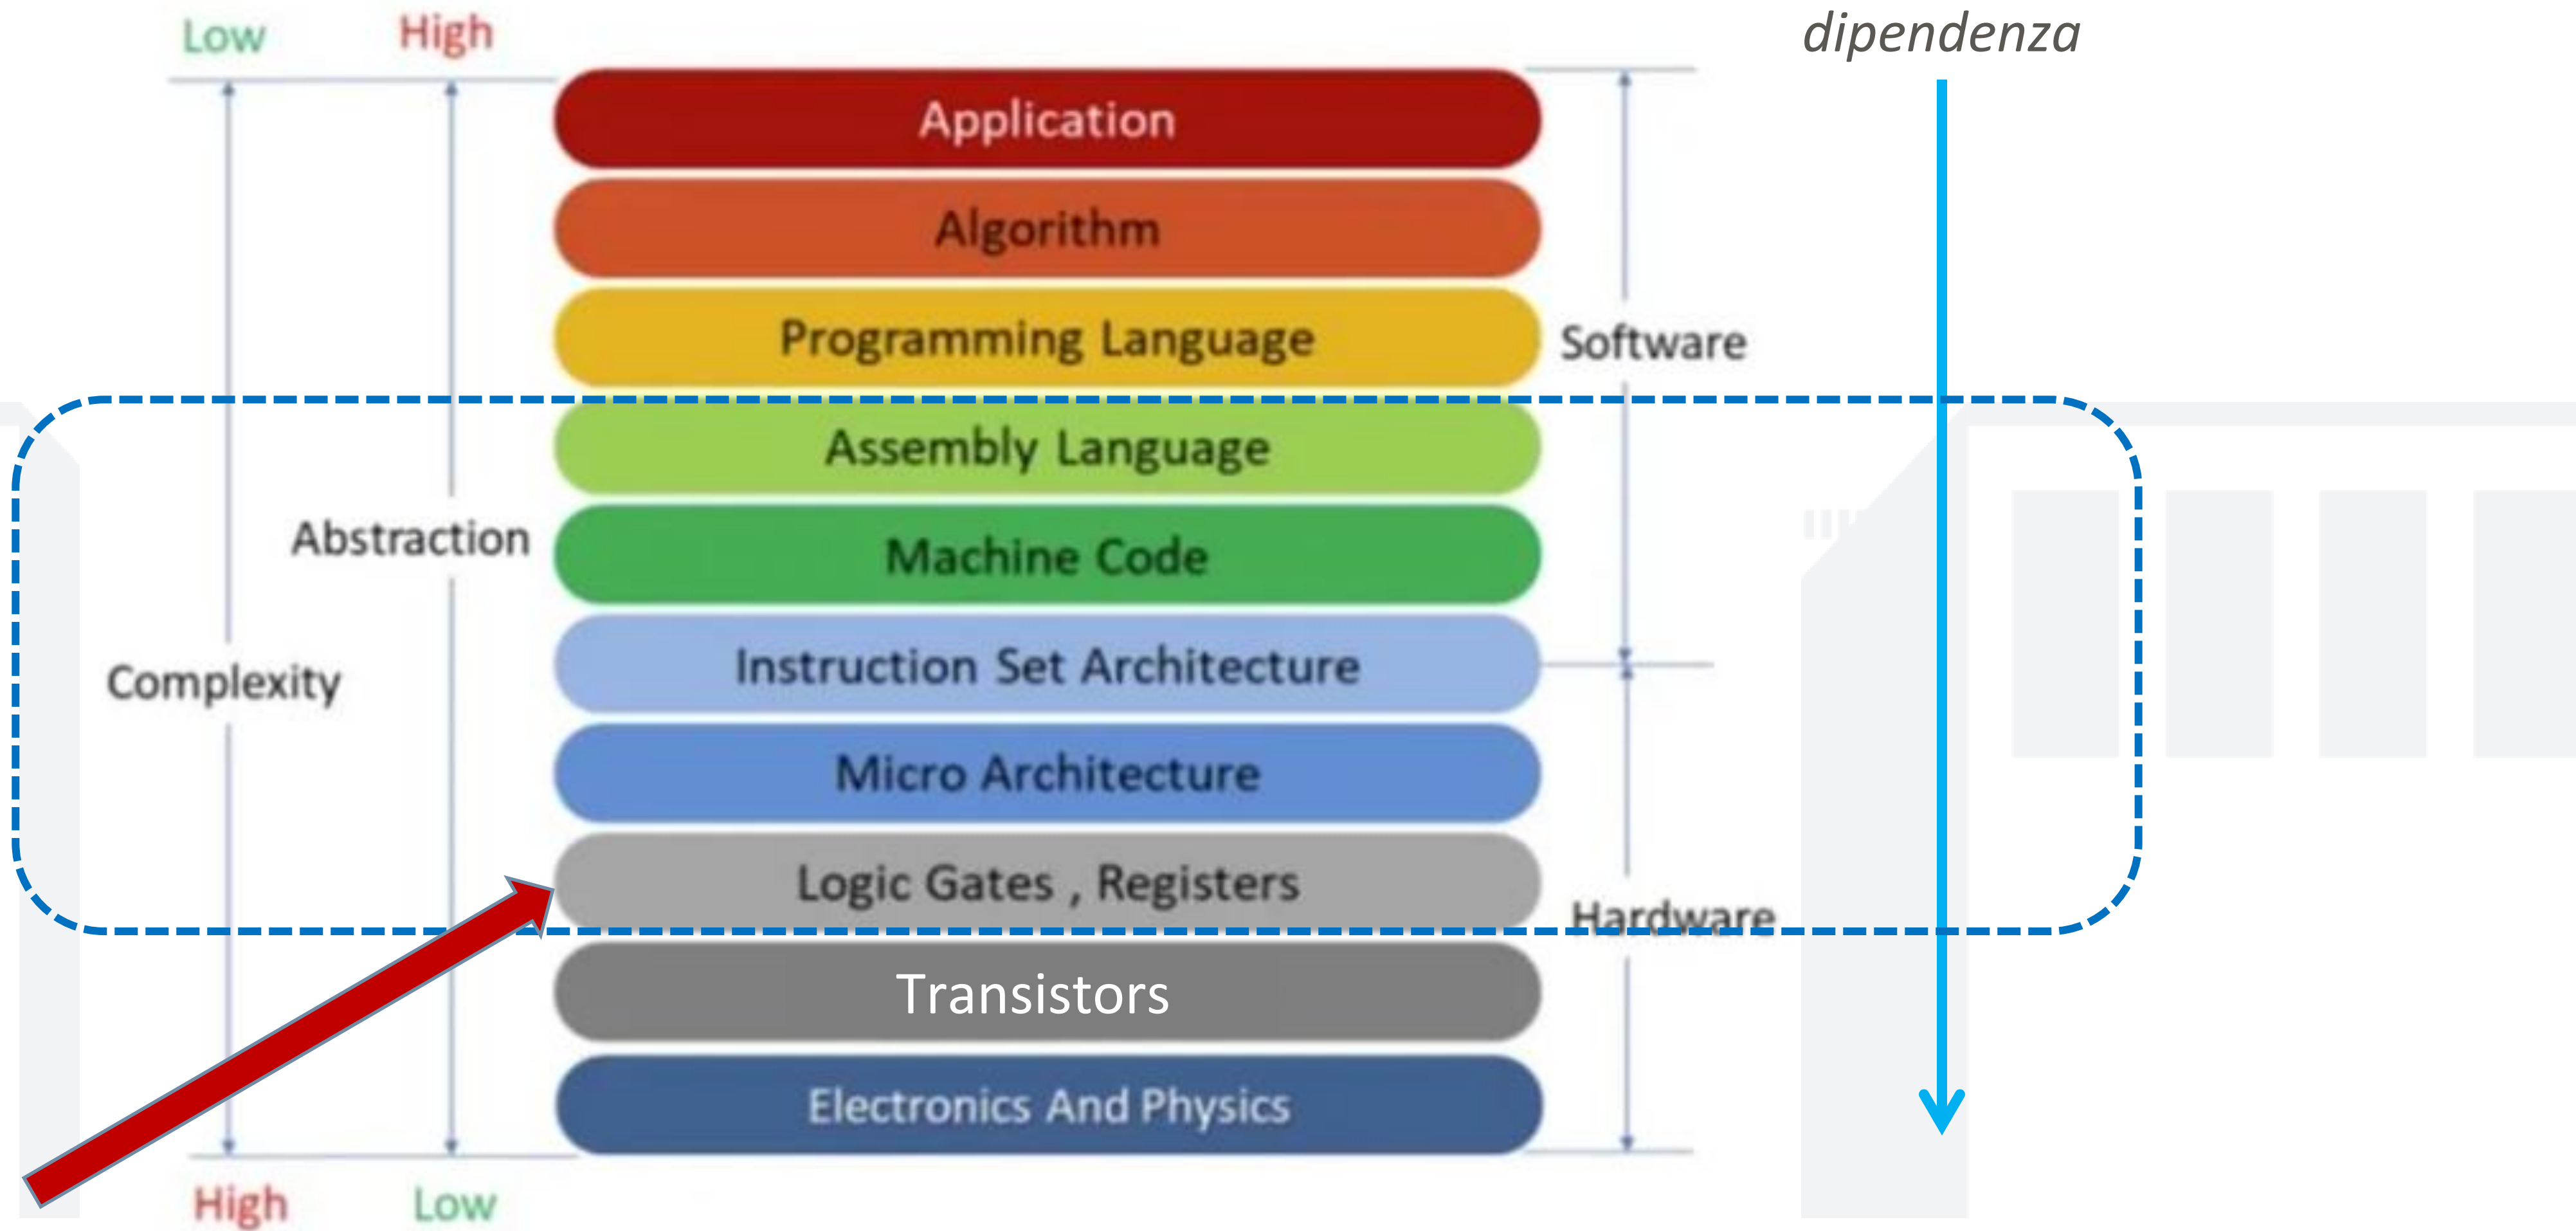 Low
High
dipendenza
Application
Algorithm
Programming Language
Software
Assembly Language
Abstraction
Machine Code
Instruction Set Architecture
Complexity
Micro Architecture
Logic Gates , Registers
Hardware
Transistors
Electronics And Physics
High
Low